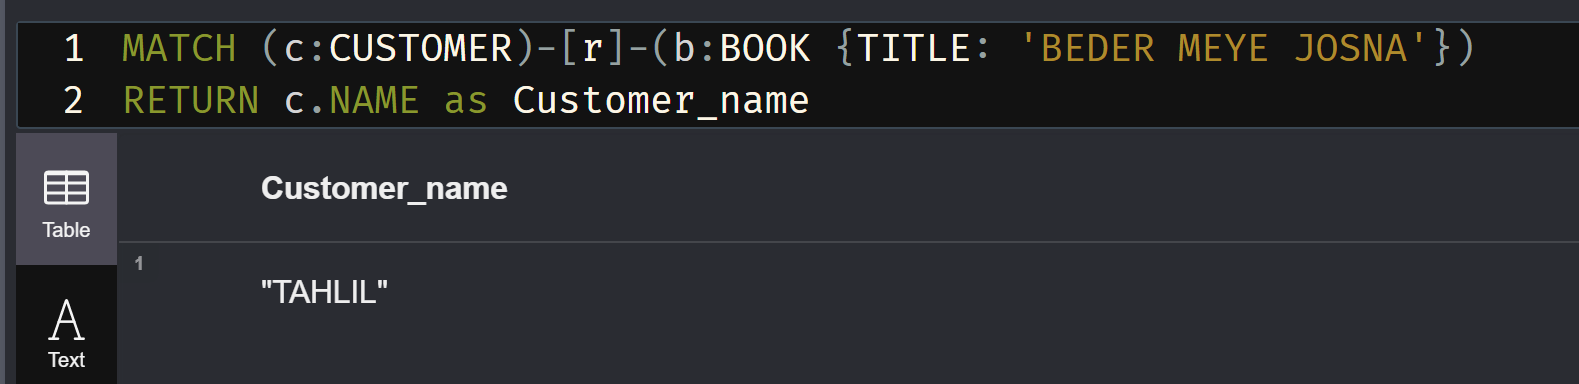 1 MATCH (c:CUSTOMER)-[r]-(b:BOOK {TITLE: 'BEDER MEYE JOSNA'})
2 RETURN c.NAME as Customer_name
Table
Customer_name
1
"TAHLIL"
A
Text